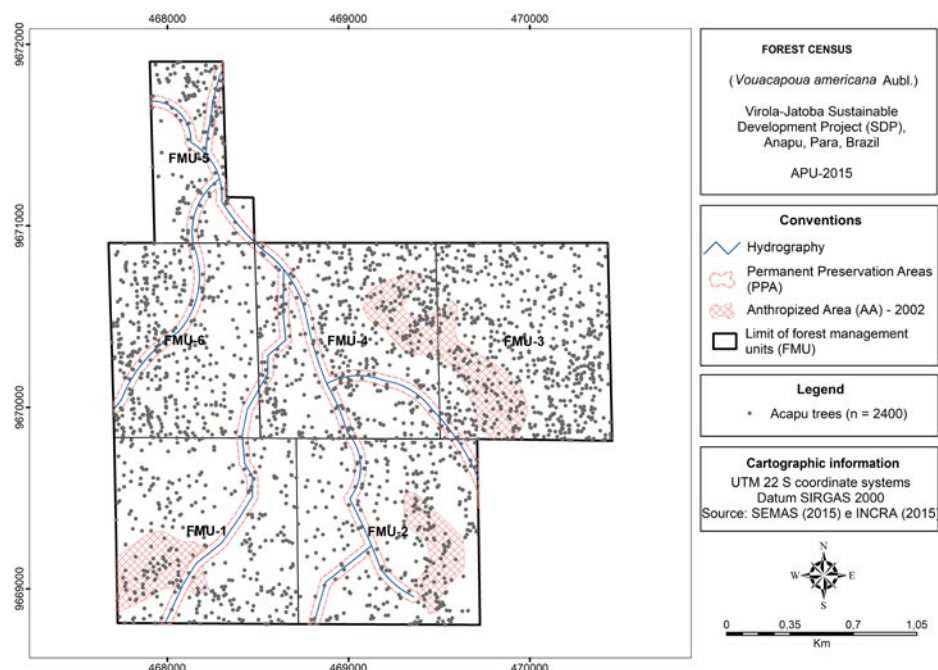 468000
469000
470000
9672000
9671000
9670000
9669000
FMU-5
FMU-6
FMU-4
FMU-3
FMU-1
FMU-2
468000
469000
470000
FOREST CENSUS
(Vouacapoua americana Aubl.)
Virola-Jatoba Sustainable
Development Project (SDP),
Anapu, Para, Brazil
APU-2015
Conventions
Hydrography
Permanent Preservation Areas
(PPA)
Anthropized Area (AA) - 2002
Limit of forest management
units (FMU)
Legend
Acapu trees (n = 2400)
Cartographic information
UTM 22 S coordinate systems
Datum SIRGAS 2000
Source: SEMAS (2015) e INCRA (2015)
N
W E
S
0 0,35 0,7 1,05
Km